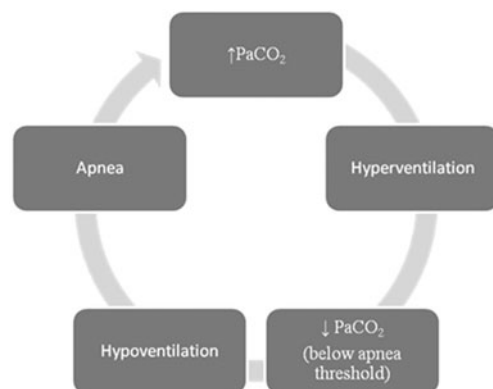 ↑PaCO₂
Hyperventilation
↓ PaCO₂
(below apnea
threshold)
Hypoventilation
Apnea